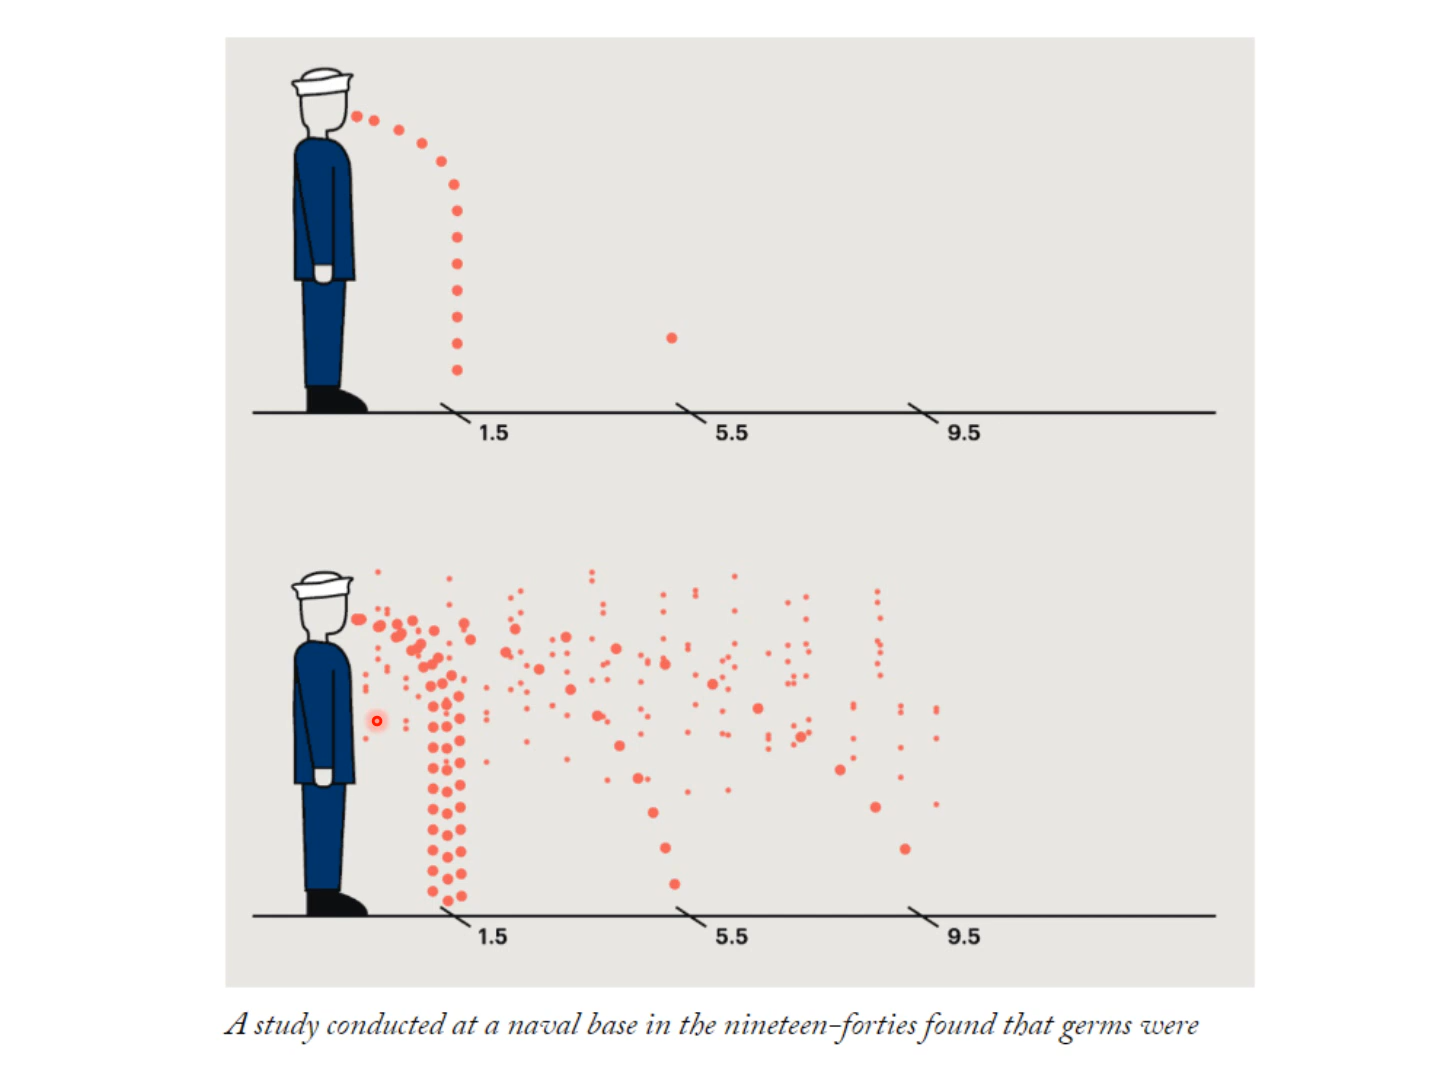 1.5 5.5 9.5
1.5 5.5 9.5
A study conducted at a naval base in the nineteen-forties found that germs were